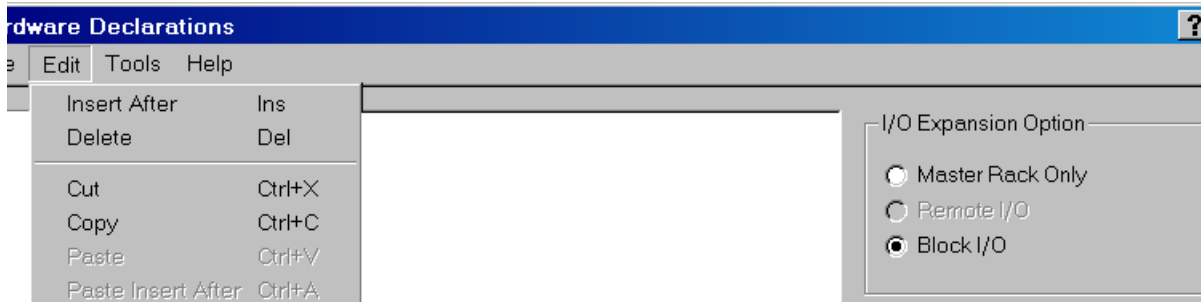 rdware Declarations ?
e Edit Tools Help
Insert After Ins
Delete Del
Cut Ctrl+X
Copy Ctrl+C
Paste Ctrl+V
Paste Insert After Ctrl+A
I/O Expansion Option
Master Rack Only
Remote I/O
Block I/O